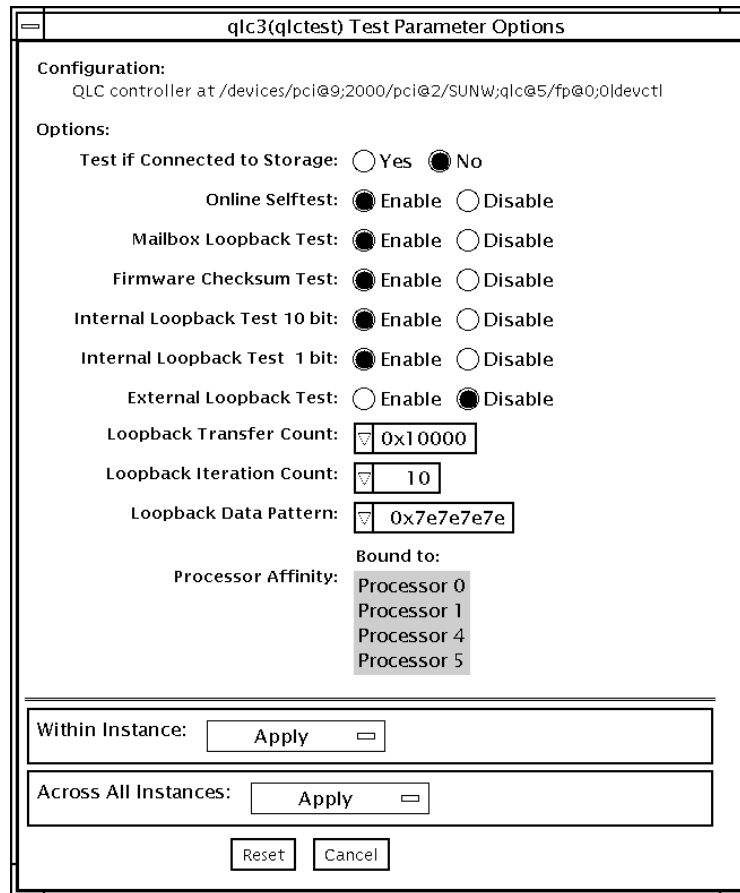 qlc3(qlctest) Test Parameter Options
Configuration:
QLC controller at /devices/pci@9;2000/pci@2/SUNW;qlc@5/fp@0;0|devctl
Options:
Test if Connected to Storage: Yes No
Online Selftest: Enable Disable
Mailbox Loopback Test: Enable Disable
Firmware Checksum Test: Enable Disable
Internal Loopback Test 10 bit: Enable Disable
Internal Loopback Test 1 bit: Enable Disable
External Loopback Test: Enable Disable
Loopback Transfer Count: 0x10000
Loopback Iteration Count: 10
Loopback Data Pattern: 0x7e7e7e7e
Bound to:
Processor Affinity:
Processor 0
Processor 1
Processor 4
Processor 5
Within Instance: Apply
Across All Instances: Apply
Reset Cancel